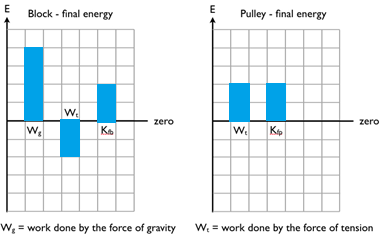 E
Block - final energy
Wt
zero
Wg
Kfb
Wg = work done by the force of gravity
E
Pulley - final energy
zero
Wt
Kfp
Wt = work done by the force of tension